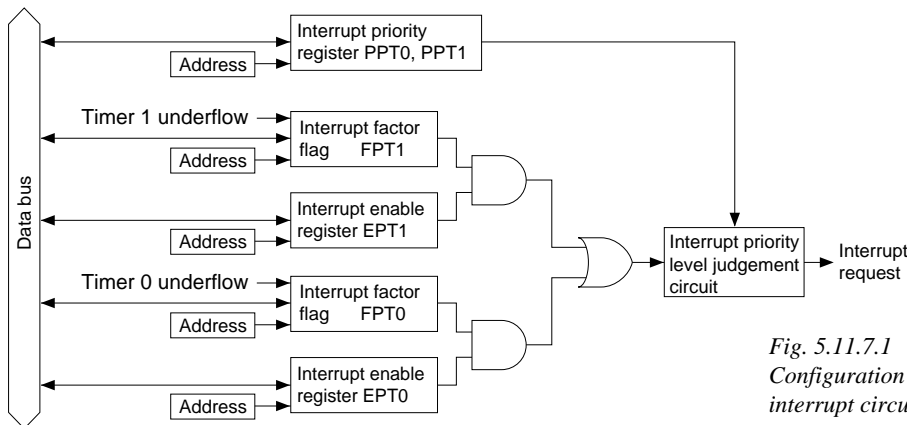 Data bus
Interrupt priority
register PPT0, PPT1
Address
Timer 1 underflow
Interrupt factor
flag FPT1
Address
Interrupt enable
register EPT1
Address
Timer 0 underflow
Interrupt factor
flag FPT0
Address
Interrupt enable
register EPT0
Address
Interrupt priority
level judgement
circuit
Interrupt
request
Fig. 5.11.7.1
Configuration
interrupt